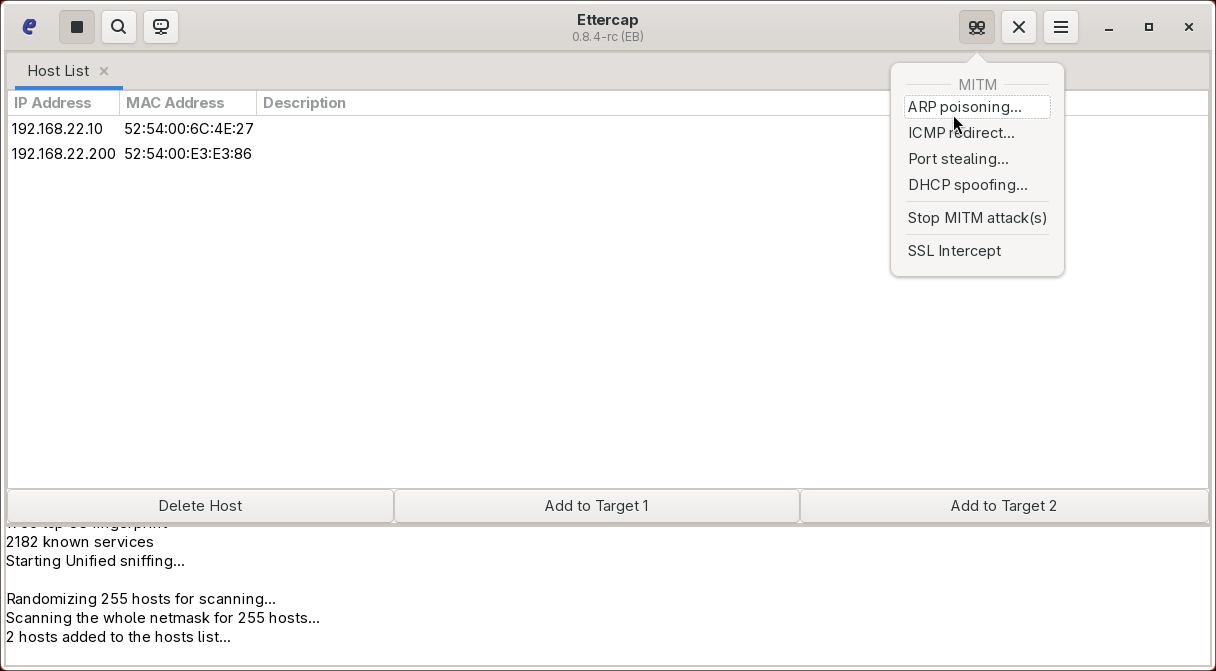 Ettercap
0.8.4-rc (EB)
Host List
MITM
ARP poisoning...
ICMP redirect...
Port stealing...
DHCP spoofing...
Stop MITM attack(s)
SSL Intercept
IP Address MAC Address Description
192.168.22.10 52:54:00:6C:4E:27
192.168.22.200 52:54:00:E3:E3:86
Delete Host Add to Target 1 Add to Target 2
2182 known services
Starting Unified sniffing...
Randomizing 255 hosts for scanning...
Scanning the whole netmask for 255 hosts...
2 hosts added to the hosts list...